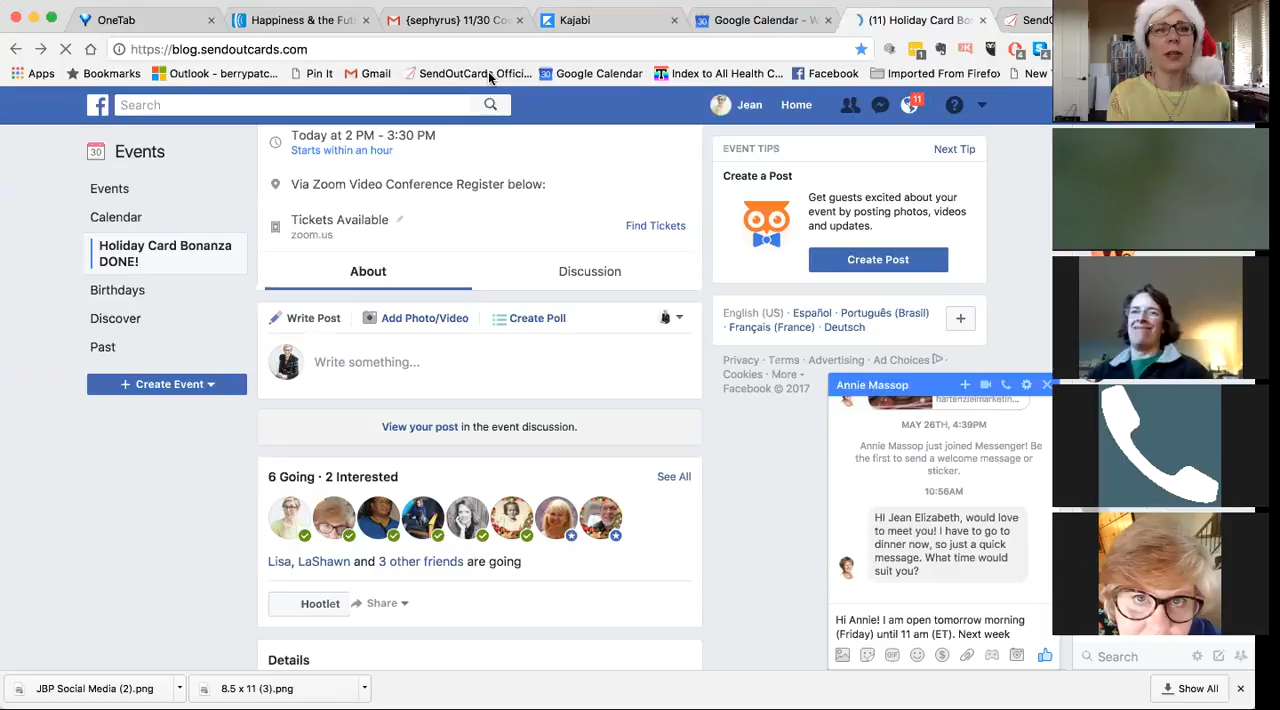 OneTab
Happiness & the Fut
{sephyrus} 11/30 Co
Kajabi
Google Calendar - W
(11) Holiday Card Bo
SendO
https://blog.sendoutcards.com
Apps
Bookmarks
Outlook - berrypatc...
Pin It
Gmail
SendOutCard Offici...
Google Calendar
Index to All Health C...
Facebook
Imported From Firefox
New
Search
Jean
Home
11
30 Events
Events
Calendar
Holiday Card Bonanza
DONE!
Birthdays
Discover
Past
+ Create Event
Today at 2 PM - 3:30 PM
Starts within an hour
Via Zoom Video Conference Register below:
Tickets Available
zoom.us
Find Tickets
About
Discussion
Write Post
Add Photo/Video
Create Poll
Write something...
View your post in the event discussion.
6 Going · 2 Interested
See All
Lisa, LaShawn and 3 other friends are going
Hootlet
Share
Details
EVENT TIPS
Next Tip
Create a Post
Get guests excited about your
event by posting photos, videos
and updates.
Create Post
English (US) · Español · Português (Brasil)
· Français (France) · Deutsch
Privacy · Terms · Advertising · Ad Choices
Cookies · More
Facebook © 2017
Annie Massop
hartenzielmarketin...
MAY 26TH, 4:39PM
Annie Massop just joined Messenger! Be
the first to send a welcome message or
sticker.
10:56AM
HI Jean Elizabeth, would love
to meet you! I have to go to
dinner now, so just a quick
message. What time would
suit you?
Hi Annie! I am open tomorrow morning
(Friday) until 11 am (ET). Next week
GIF
Search
JBP Social Media (2).png
8.5 x 11 (3).png
Show All